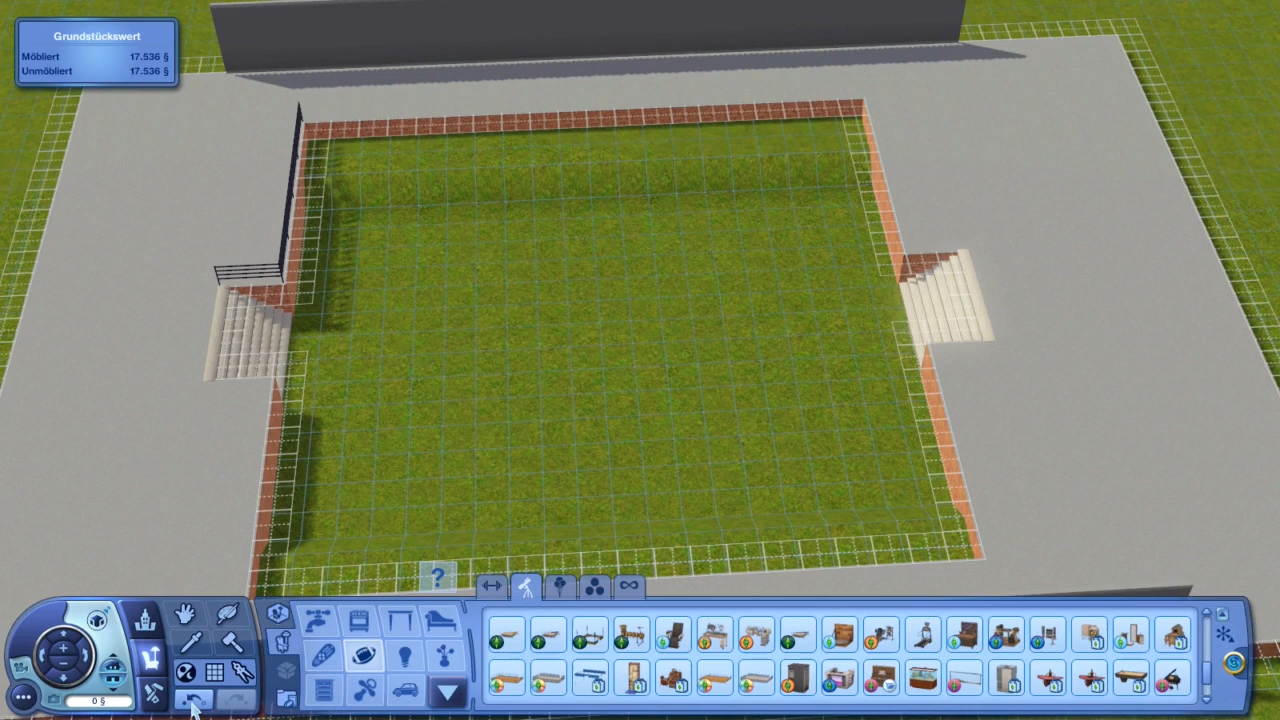 Grundstückswert
Möbliert 17.536 §
Unmöbliert 17.536 §
?
0 §